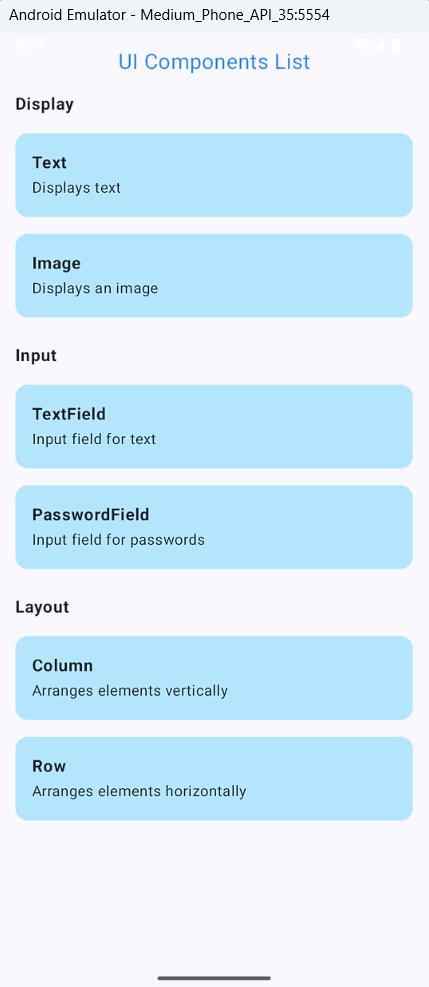 Android Emulator - Medium_Phone_API_35:5554
9:54
UI Components List
Display
Text
Displays text
Image
Displays an image
Input
TextField
Input field for text
PasswordField
Input field for passwords
Layout
Column
Arranges elements vertically
Row
Arranges elements horizontally